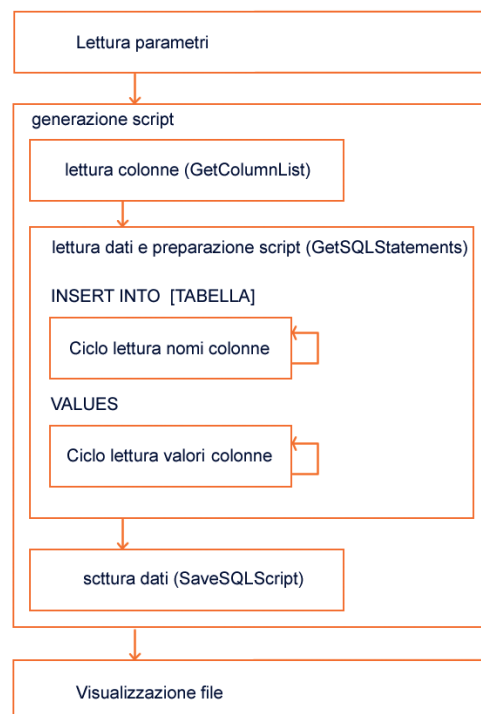 Lettura parametri
generazione script
lettura colonne (GetColumnList)
lettura dati e preparazione script (GetSQLStatements)
INSERT INTO [TABELLA]
Ciclo lettura nomi colonne
VALUES
Ciclo lettura valori colonne
scttura dati (SaveSQLScript)
Visualizzazione file